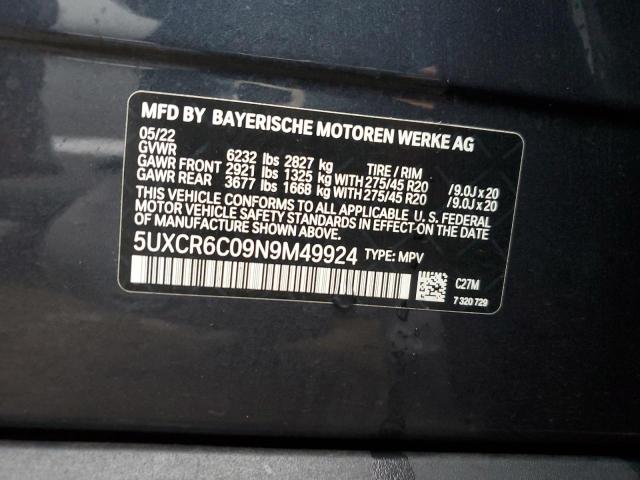 MFD BY BAYERISCHE MOTOREN WERKE AG
05/22
GVWR 6232 lbs 2827 kg TIRE / RIM
GAWR FRONT 2921 lbs 1325 kg WITH 275/45 R20 /9.0J x 20
GAWR REAR 3677 lbs 1668 kg WITH 275/45 R20 /9.0J x 20
THIS VEHICLE CONFORMS TO ALL APPLICABLE U.S. FEDERAL
MOTOR VEHICLE SAFETY STANDARDS IN EFFECT ON THE
DATE OF MANUFACTURE SHOWN ABOVE.
5UXCR6C09N9M49924 TYPE: MPV
C27M
7 320 729